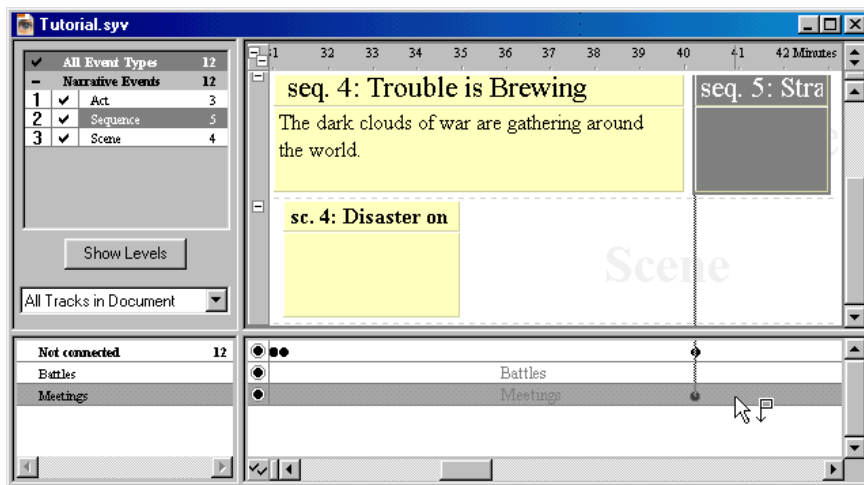 Tutorial.syv
All Event Types 12
Narrative Events 12
1 Act 3
2 Sequence 5
3 Scene 4
Show Levels
All Tracks in Document
31 32 33 34 35 36 37 38 39 40 41 42 Minutes
seq. 4: Trouble is Brewing
The dark clouds of war are gathering around
the world.
seq. 5: Stra
sc. 4: Disaster on
Scene
Not connected 12
Battles
Meetings
Battles
Meetings